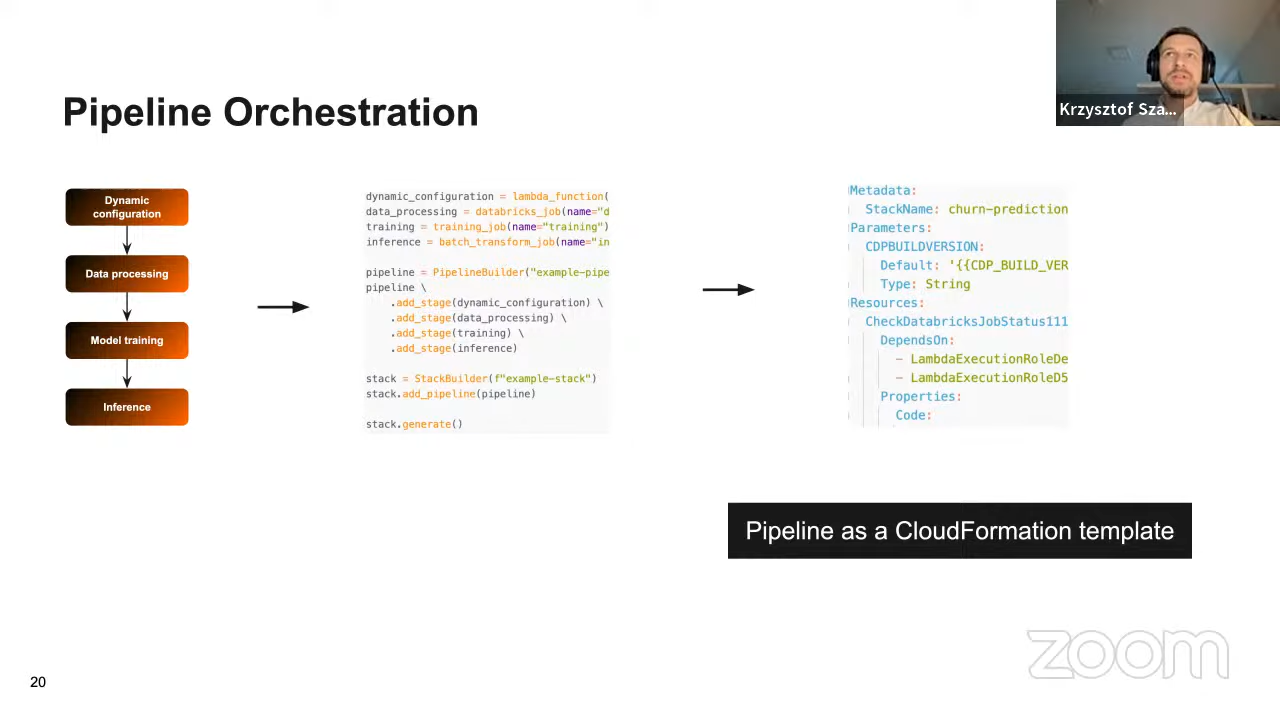 Krzysztof Sza...
Pipeline Orchestration
Dynamic
configuration
Data processing
Model training
Inference
dynamic_configuration = lambda_function(
data_processing = databricks_job(name="d
training = training_job(name="training")
inference = batch_transform_job(name="in
pipeline = PipelineBuilder("example-pipe
pipeline \
.add_stage(dynamic_configuration) \
.add_stage(data_processing) \
.add_stage(training) \
.add_stage(inference)
stack = StackBuilder(f"example-stack")
stack.add_pipeline(pipeline)
stack.generate()
Metadata:
StackName: churn-prediction
Parameters:
CDPBUILDVERSION:
Default: '{{CDP_BUILD_VER
Type: String
Resources:
CheckDatabricksJobStatus111
DependsOn:
- LambdaExecutionRoleDe
- LambdaExecutionRoleD5
Properties:
Code:
Pipeline as a CloudFormation template
zoom
20